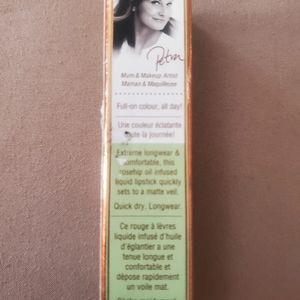 Petra
Mum & Makeup Artist
Maman & Maquilleuse
Full-on colour, all day!
Une couleur éclatante
toute la journée!
Extreme longwear &
comfortable, this
rosehip oil infused
liquid lipstick quickly
sets to a matte veil.
Quick dry. Longwear.
Ce rouge à lèvres
liquide infusé d'huile
d'églantier a une
tenue longue et
confortable et
dépose rapidement
un voile mat.